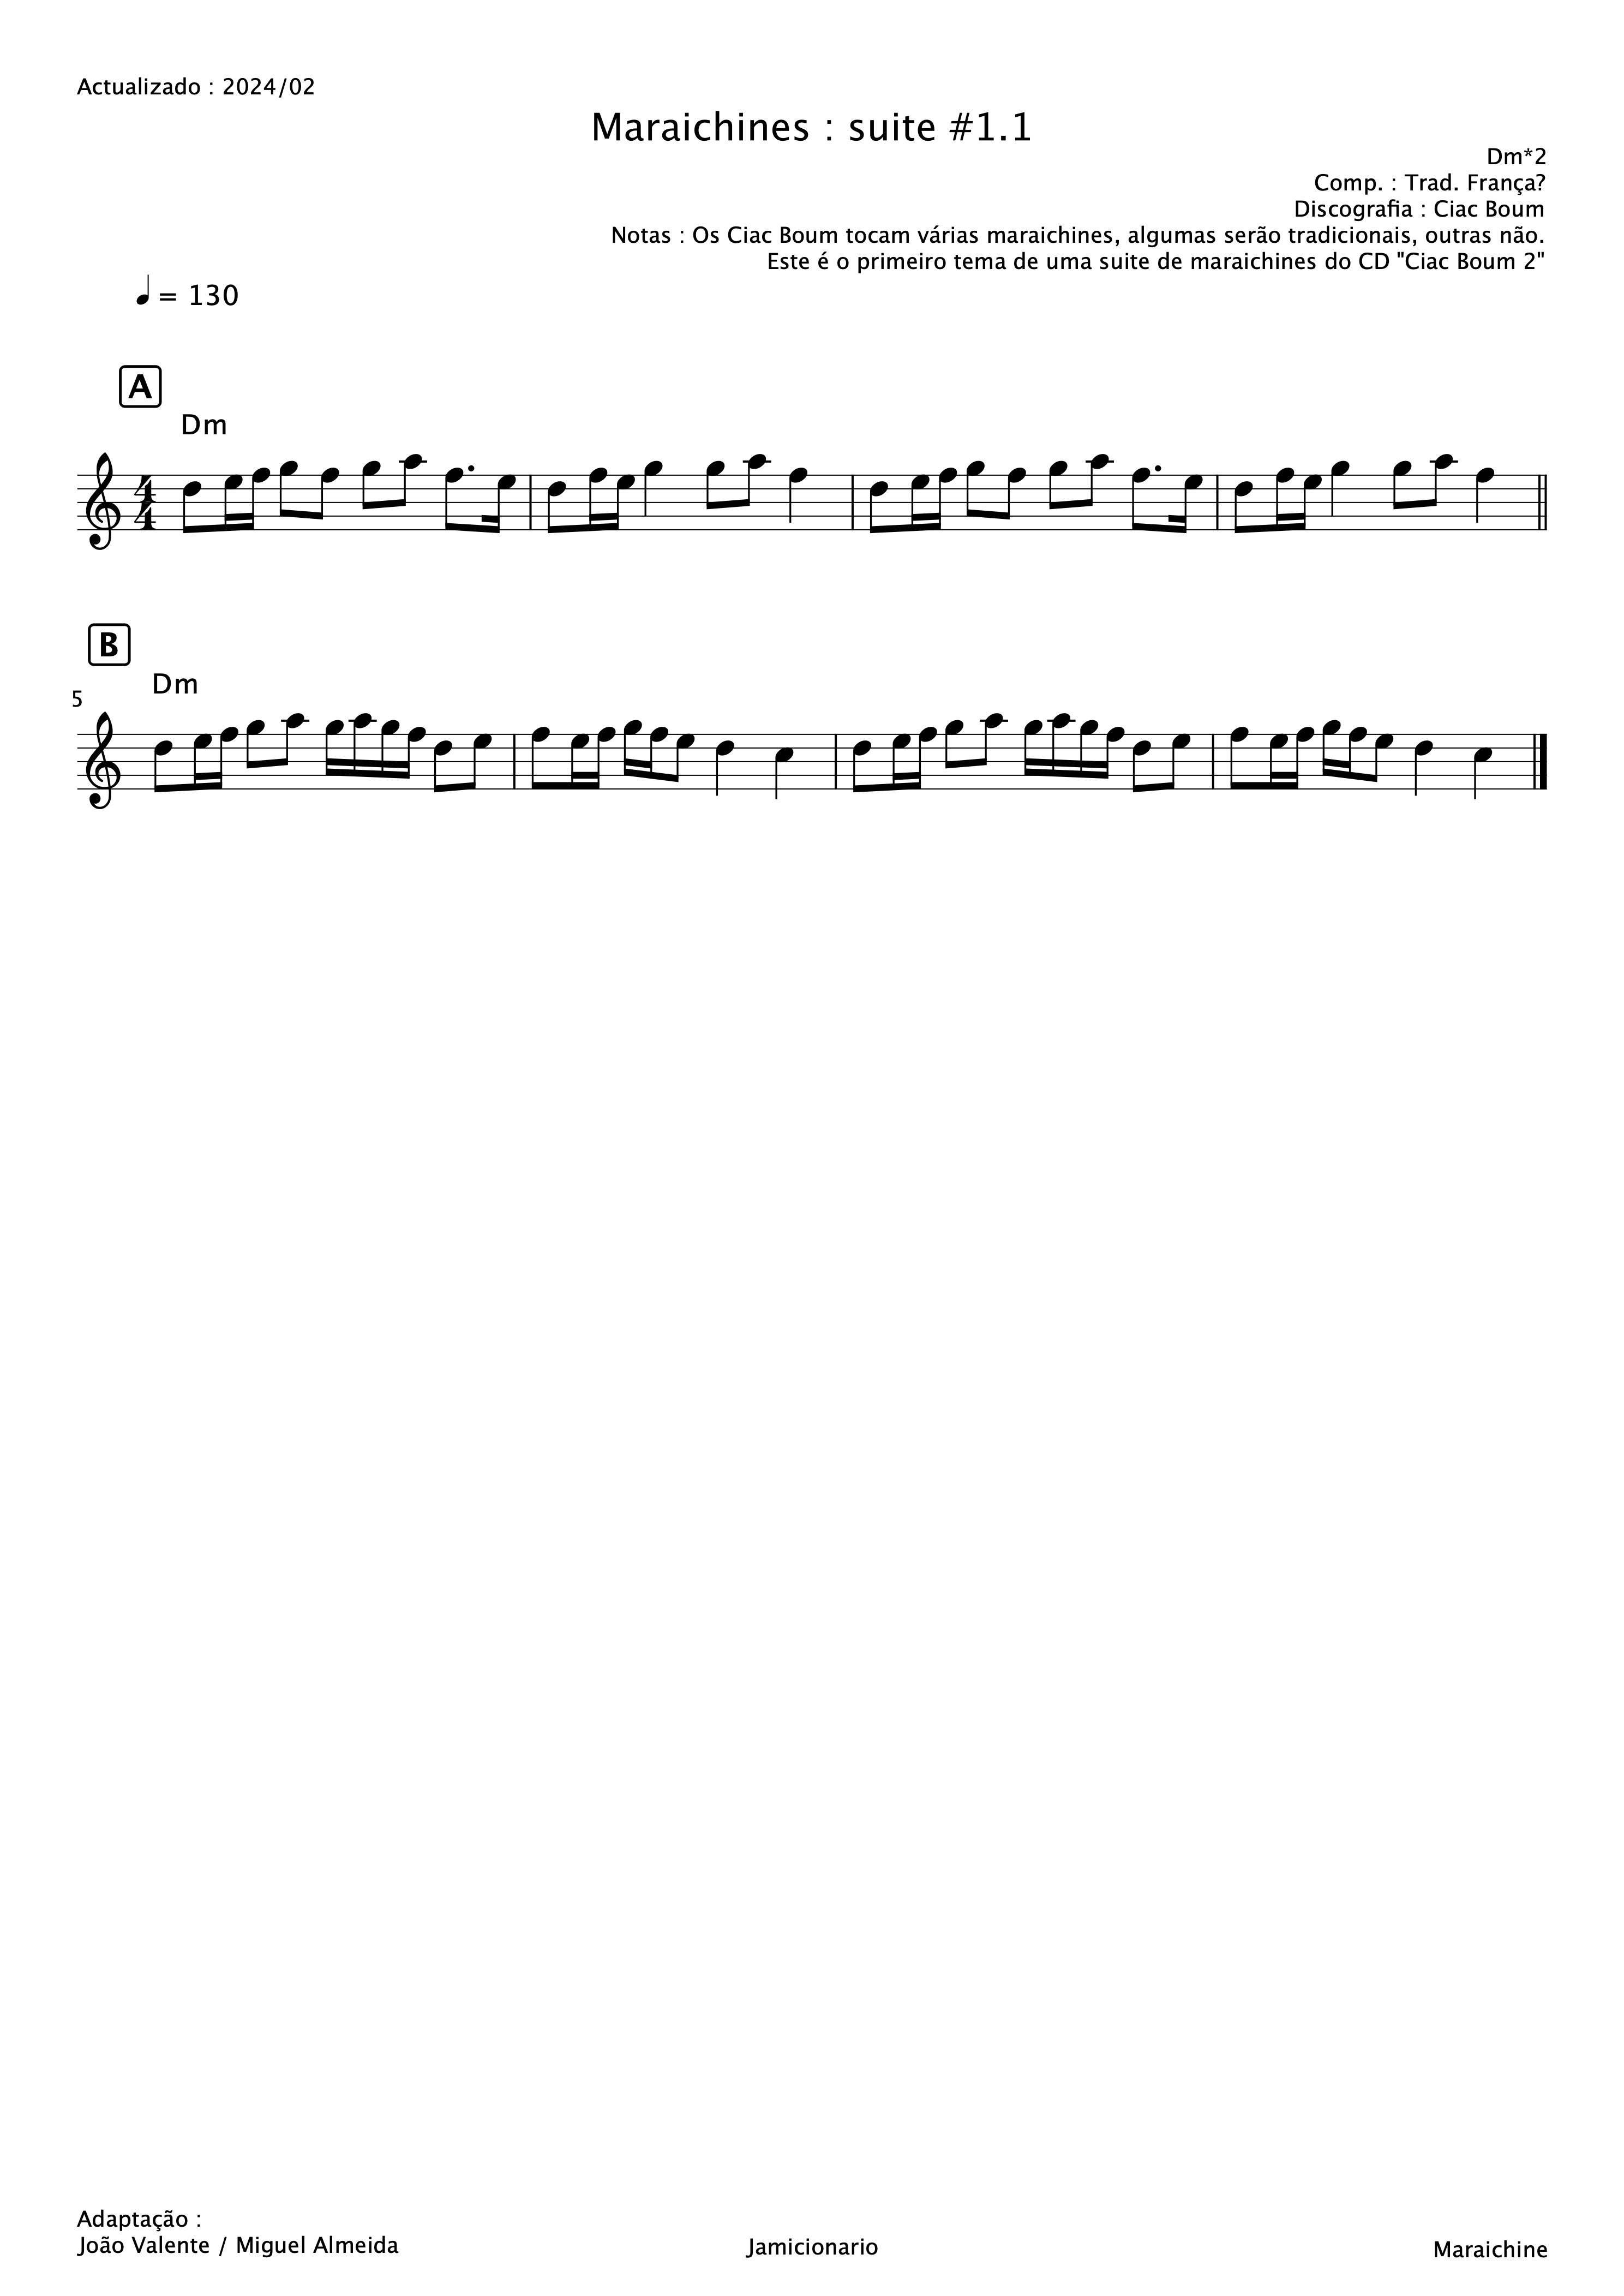 Actualizado : 2024/02
Maraichines : suite #1.1
Dm*2
Comp. : Trad. França?
Discografia : Ciac Boum
Notas : Os Ciac Boum tocam várias maraichines, algumas serão tradicionais, outras não.
Este é o primeiro tema de uma suite de maraichines do CD "Ciac Boum 2"
= 130
A
Dm
4
4
B
Dm
5
Adaptação :
João Valente / Miguel Almeida
Jamicionario
Maraichine